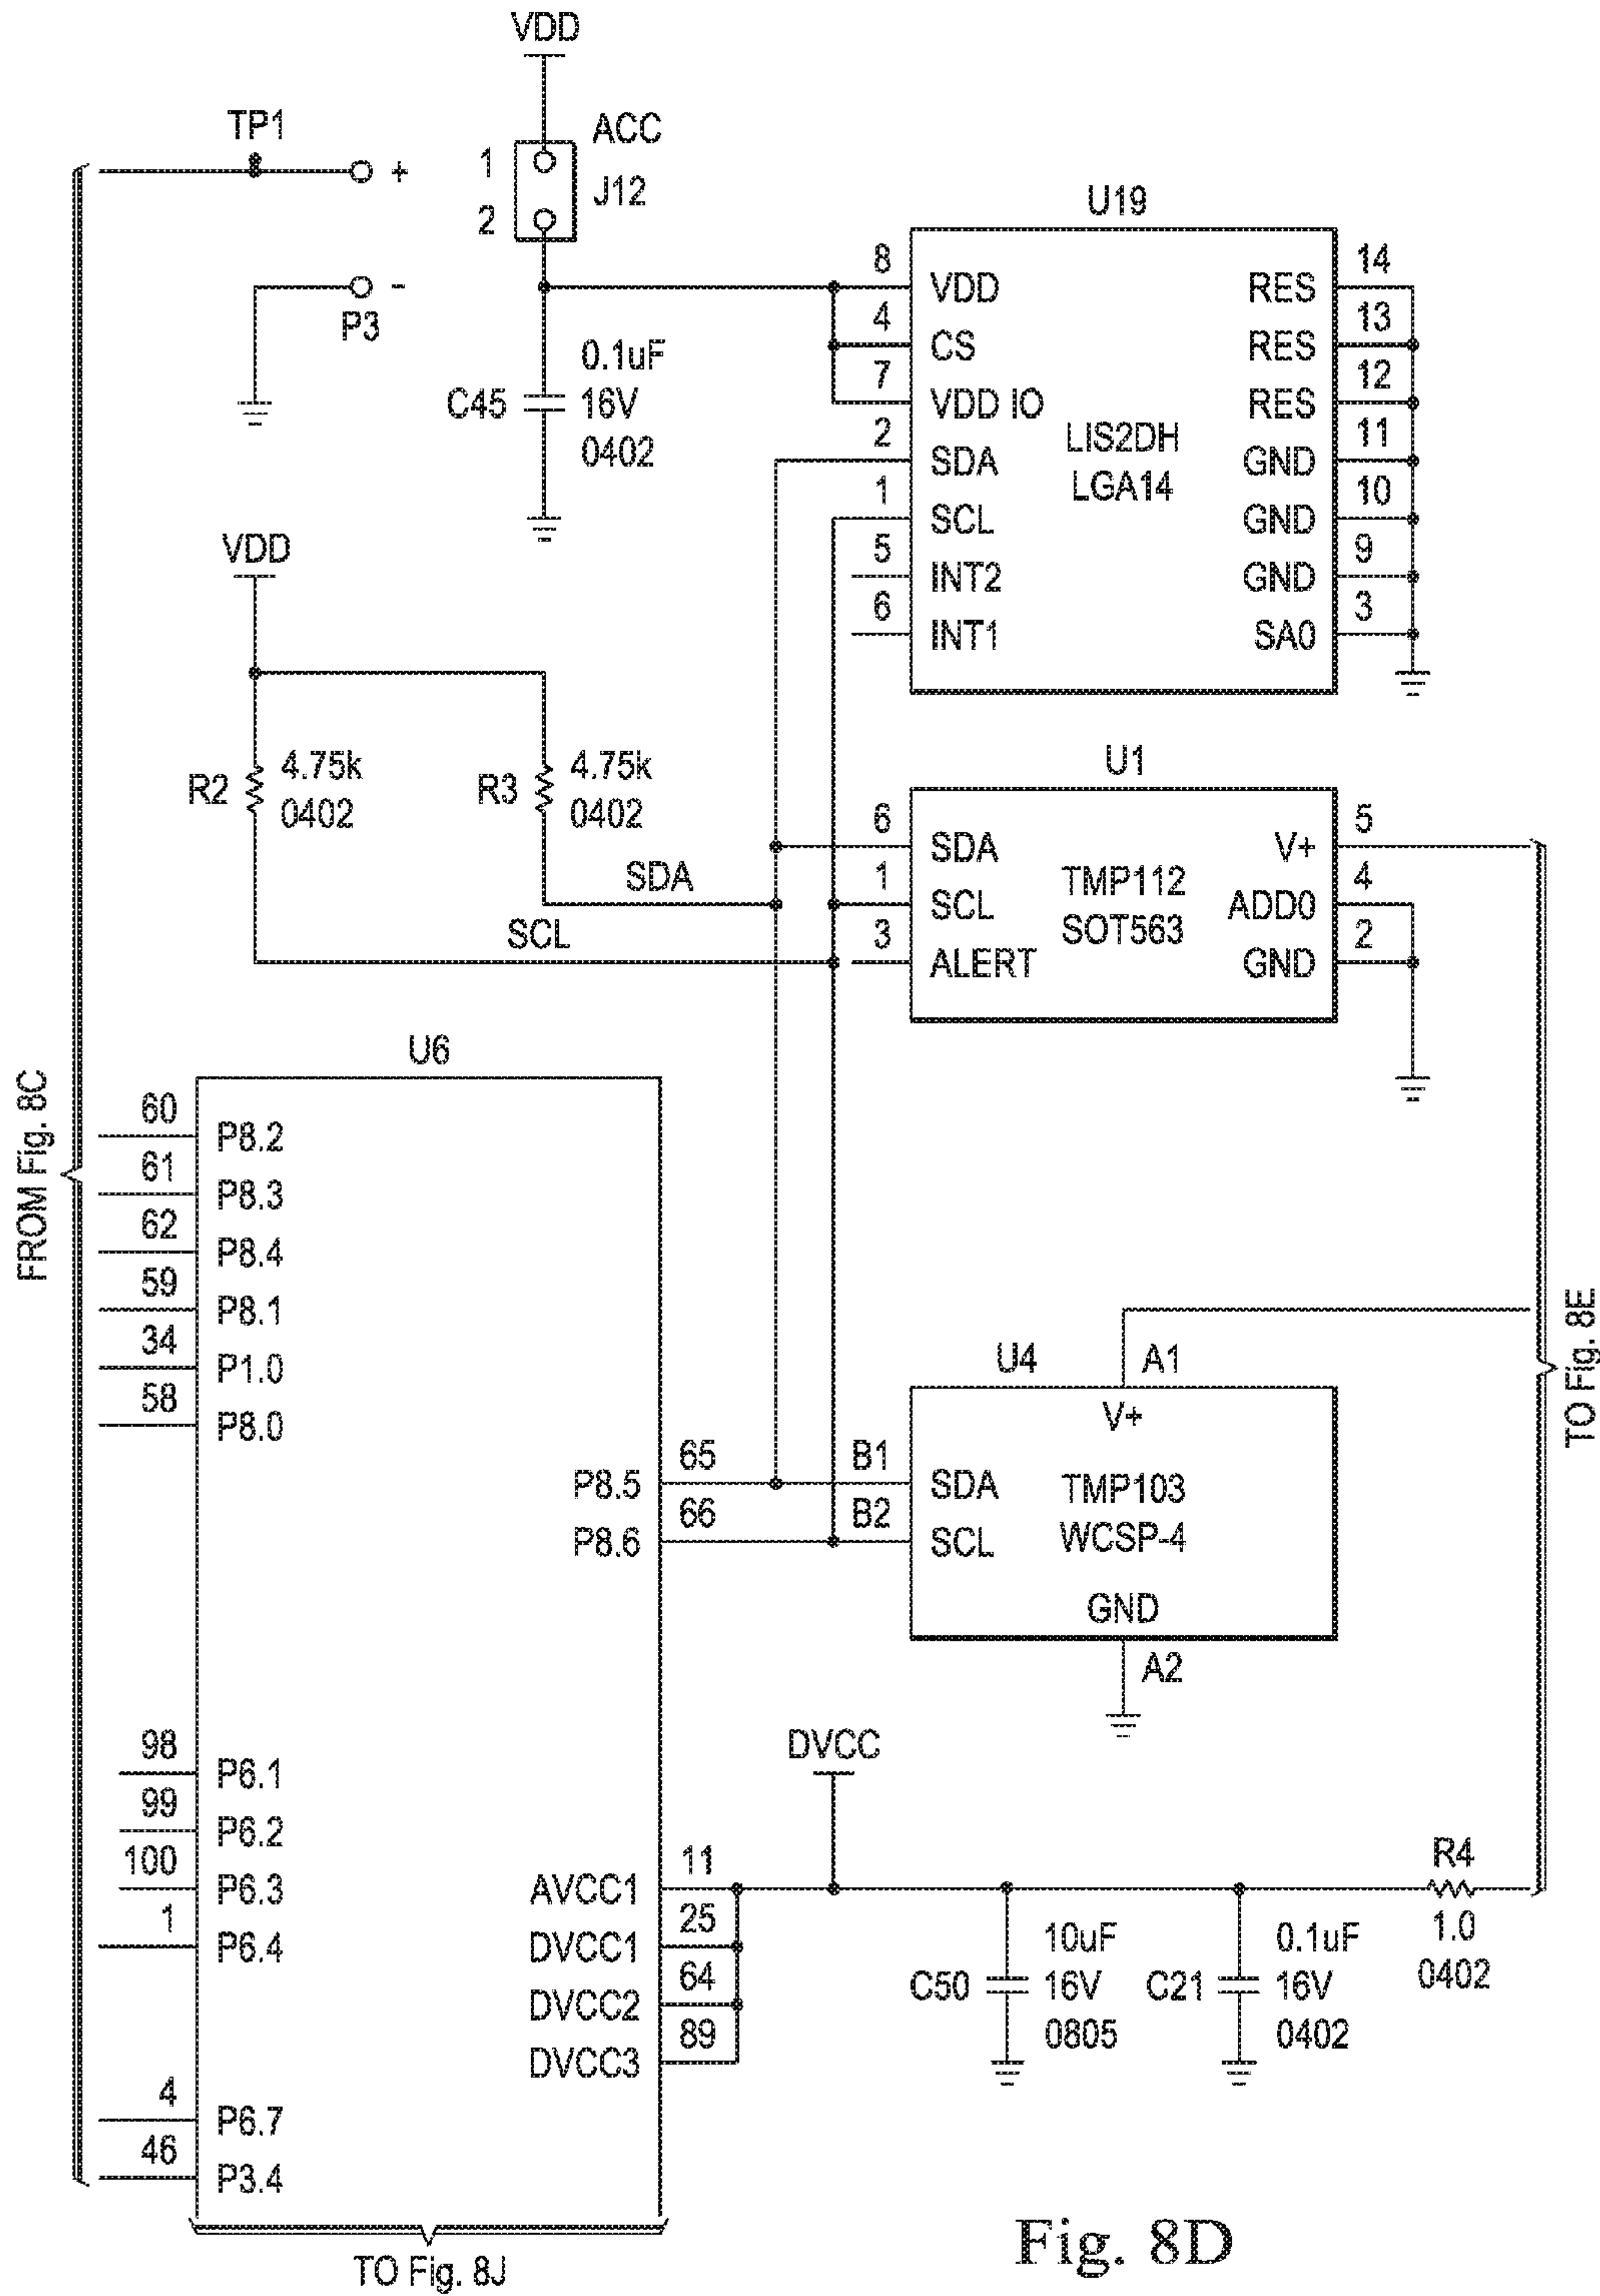 VDD
TP1
+
ACC
1
J12
2
-
P3
0.1uF
C45
16V
0402
U19
8
VDD
RES
14
4
CS
RES
13
7
VDD IO
RES
12
2
SDA
LIS2DH
LGA14
GND
11
1
SCL
GND
10
5
INT2
GND
9
6
INT1
SA0
3
VDD
R2
4.75k
0402
R3
4.75k
0402
SDA
SCL
U1
6
SDA
V+
5
1
SCL
TMP112
SOT563
ADD0
4
3
ALERT
GND
2
FROM Fig. 8C
U6
60
P8.2
61
P8.3
62
P8.4
59
P8.1
34
P1.0
58
P8.0
P8.5
65
P8.6
66
U4
A1
V+
B1
SDA
TMP103
WCSP-4
B2
SCL
GND
A2
TO Fig. 8E
98
P6.1
99
P6.2
100
P6.3
1
P6.4
4
P6.7
46
P3.4
DVCC
AVCC1
11
DVCC1
25
DVCC2
64
DVCC3
89
10uF
C50
16V
0805
0.1uF
C21
16V
0402
R4
1.0
0402
TO Fig. 8J
Fig. 8D